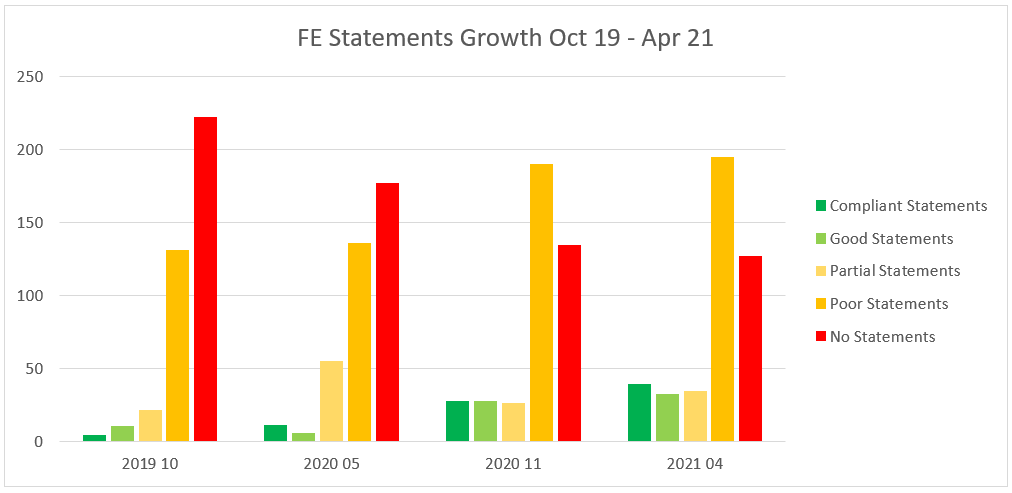 FE Statements Growth Oct 19 - Apr 21
250
200
150
100
50
0
2019 10
2020 05
2020 11
2021 04
Compliant Statements
Good Statements
Partial Statements
Poor Statements
No Statements